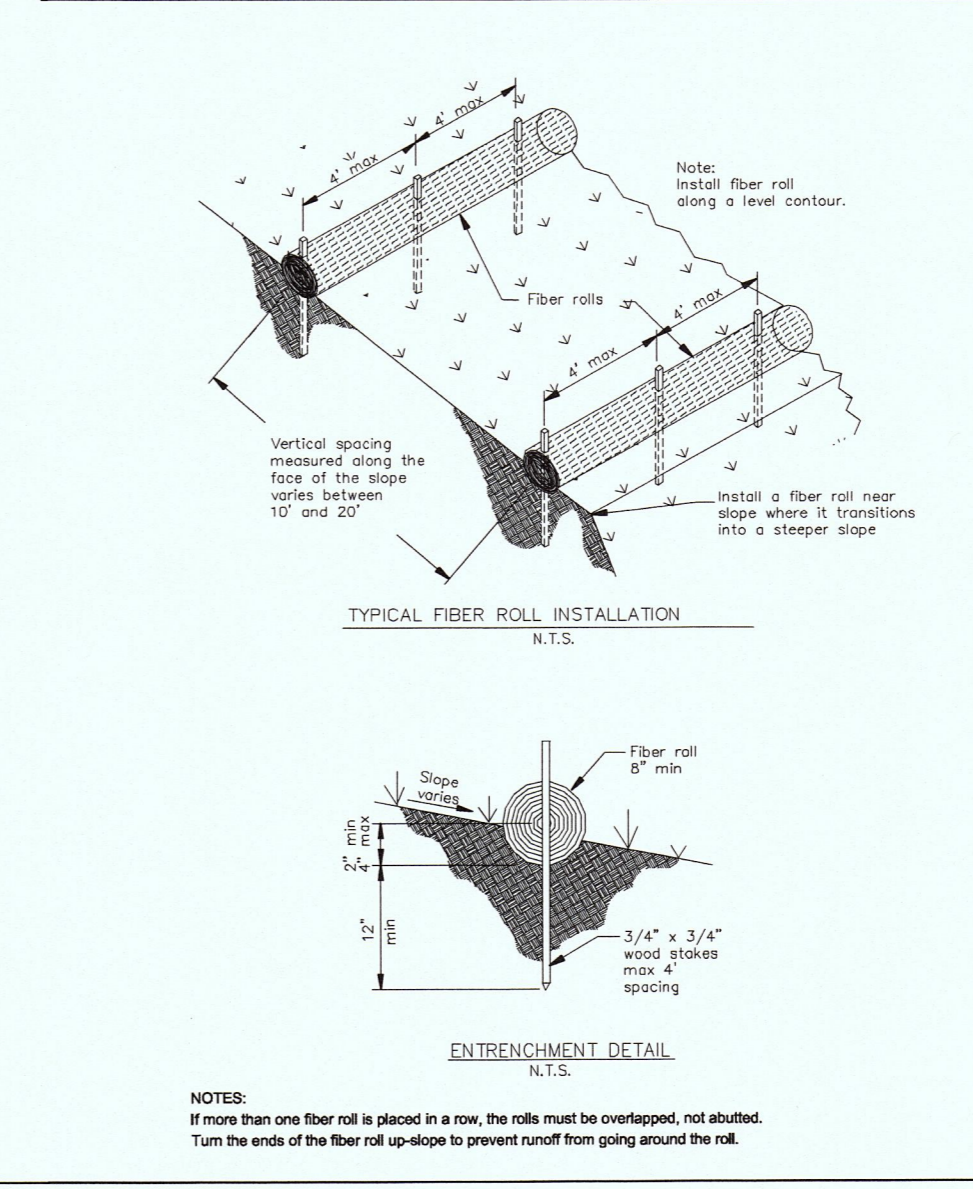 4' max
4' max
Note:
Install fiber roll
along a level contour.
Fiber rolls
4' max
4' max
Vertical spacing
measured along the
face of the slope
varies between
10' and 20'
Install a fiber roll near
slope where it transitions
into a steeper slope
TYPICAL FIBER ROLL INSTALLATION
N.T.S.
Fiber roll
8" min
Slope
varies
2" min
4" max
12"
min
3/4" x 3/4"
wood stakes
max 4'
spacing
ENTRENCHMENT DETAIL
N.T.S.
NOTES:
If more than one fiber roll is placed in a row, the rolls must be overlapped, not abutted.
Turn the ends of the fiber roll up-slope to prevent runoff from going around the roll.